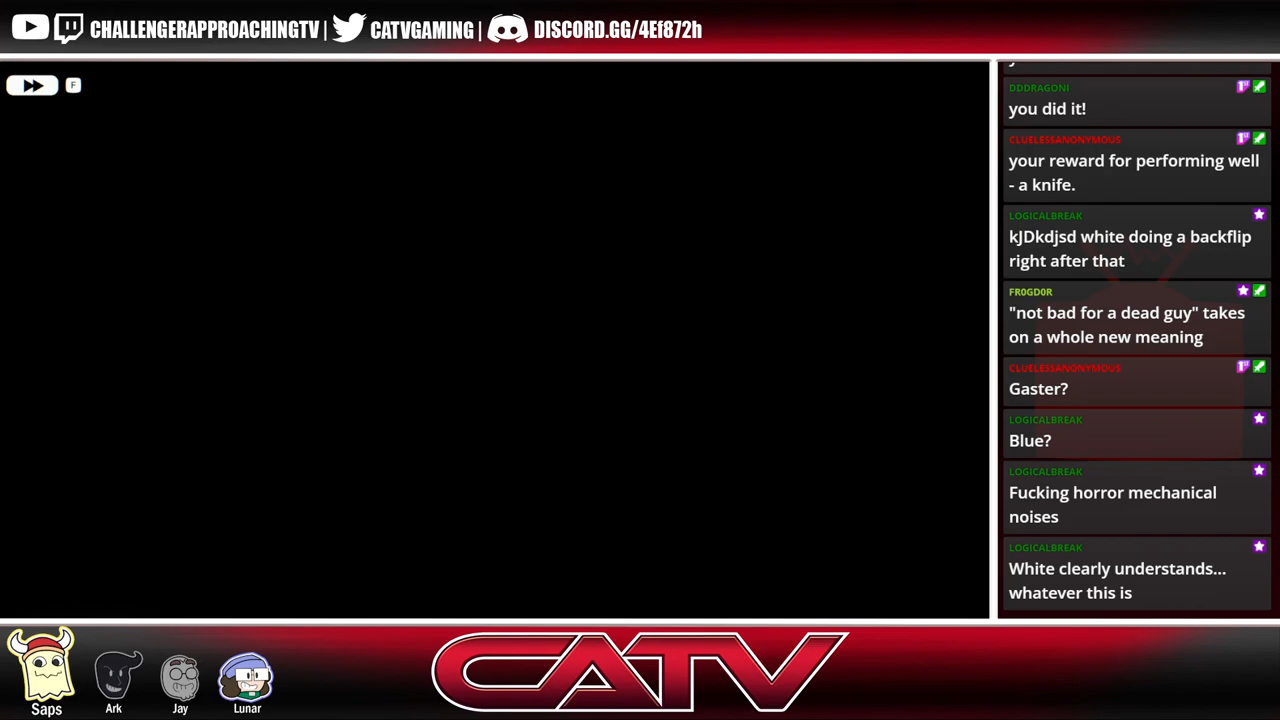 CHALLENGERAPPROACHINGTV | CATVGAMING | DISCORD.GG/4Ef872h
F
DDDRAGONI
you did it!
CLUELESSANONYMOUS
your reward for performing well
- a knife.
LOGICALBREAK
kJDkdjsd white doing a backflip
right after that
FR0GD0R
"not bad for a dead guy" takes
on a whole new meaning
CLUELESSANONYMOUS
Gaster?
LOGICALBREAK
Blue?
LOGICALBREAK
Fucking horror mechanical
noises
LOGICALBREAK
White clearly understands...
whatever this is
CATV
Saps Ark Jay Lunar